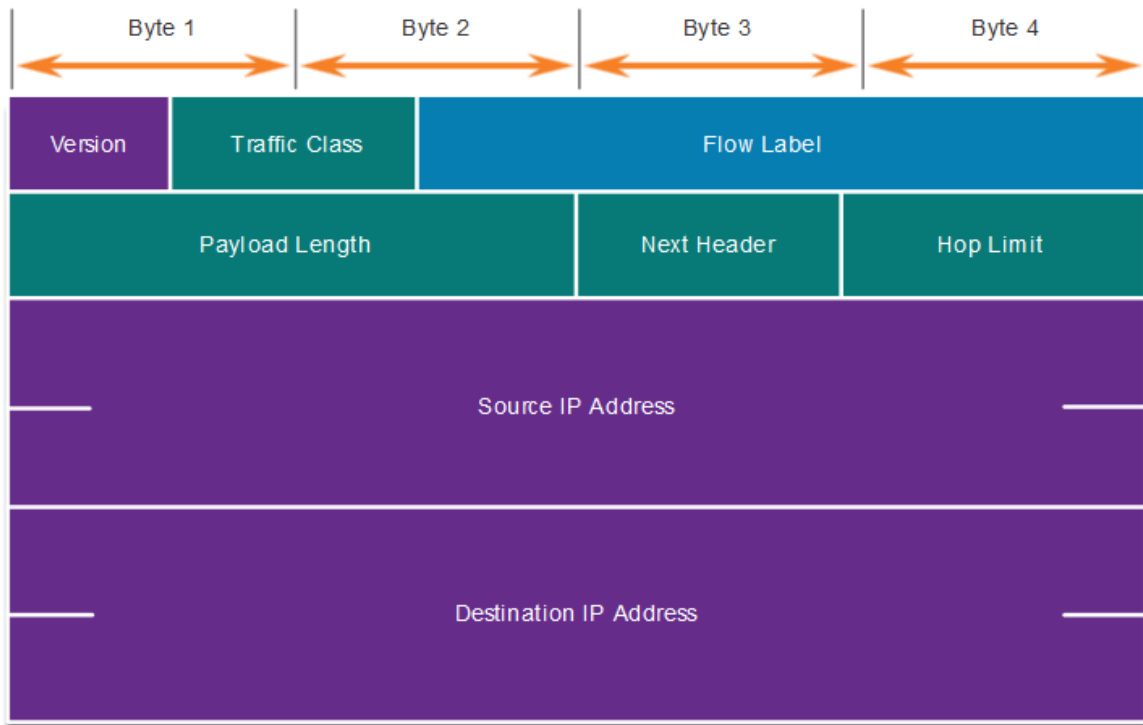 Byte 1 Byte 2 Byte 3 Byte 4
Version Traffic Class Flow Label
Payload Length Next Header Hop Limit
Source IP Address
Destination IP Address